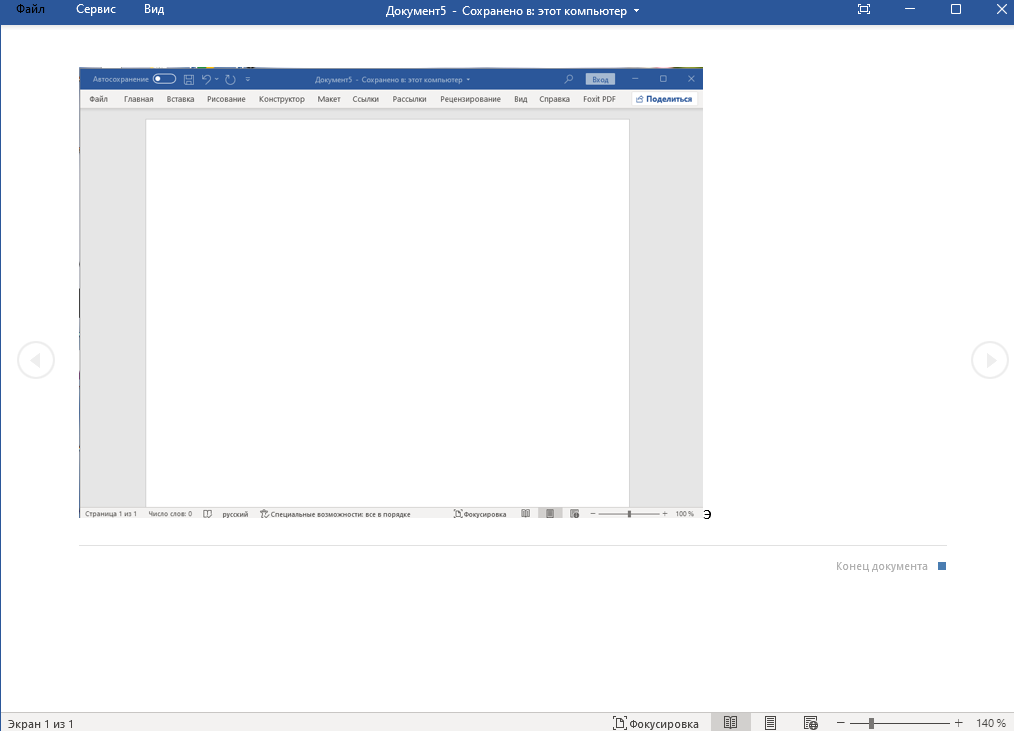 Файл Сервис Вид Документ5 - Сохранено в: этот компьютер
Автосохранение Документ5 - Сохранено в: этот компьютер Вход
Файл Главная Вставка Рисование Конструктор Макет Ссылки Рассылки Рецензирование Вид Справка Foxit PDF Поделиться
Страница 1 из 1 Число слов: 0 русский Специальные возможности: все в порядке Фокусировка 100 %
Э
Конец документа
Экран 1 из 1 Фокусировка 140 %